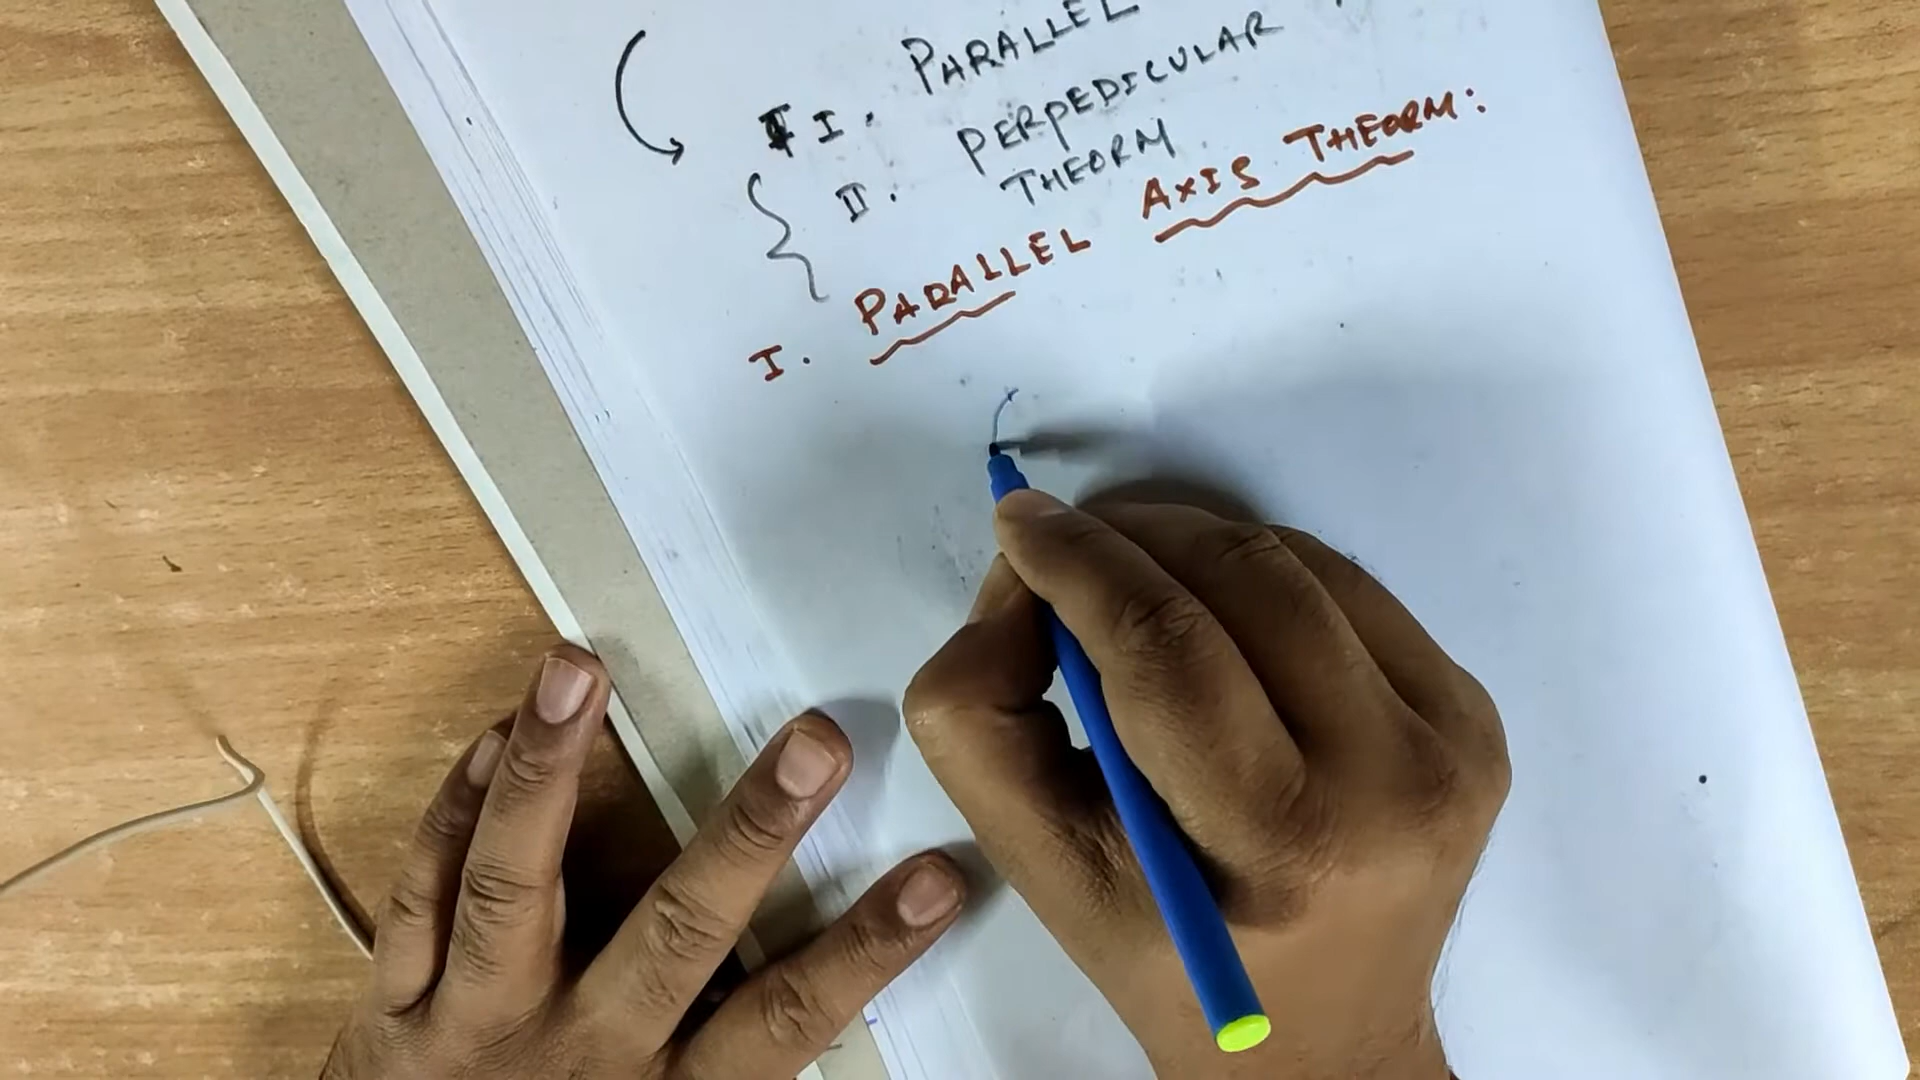 I. PARALLEL
II. PERPEDICULAR
THEORM
I. PARALLEL AXIS THEORM: